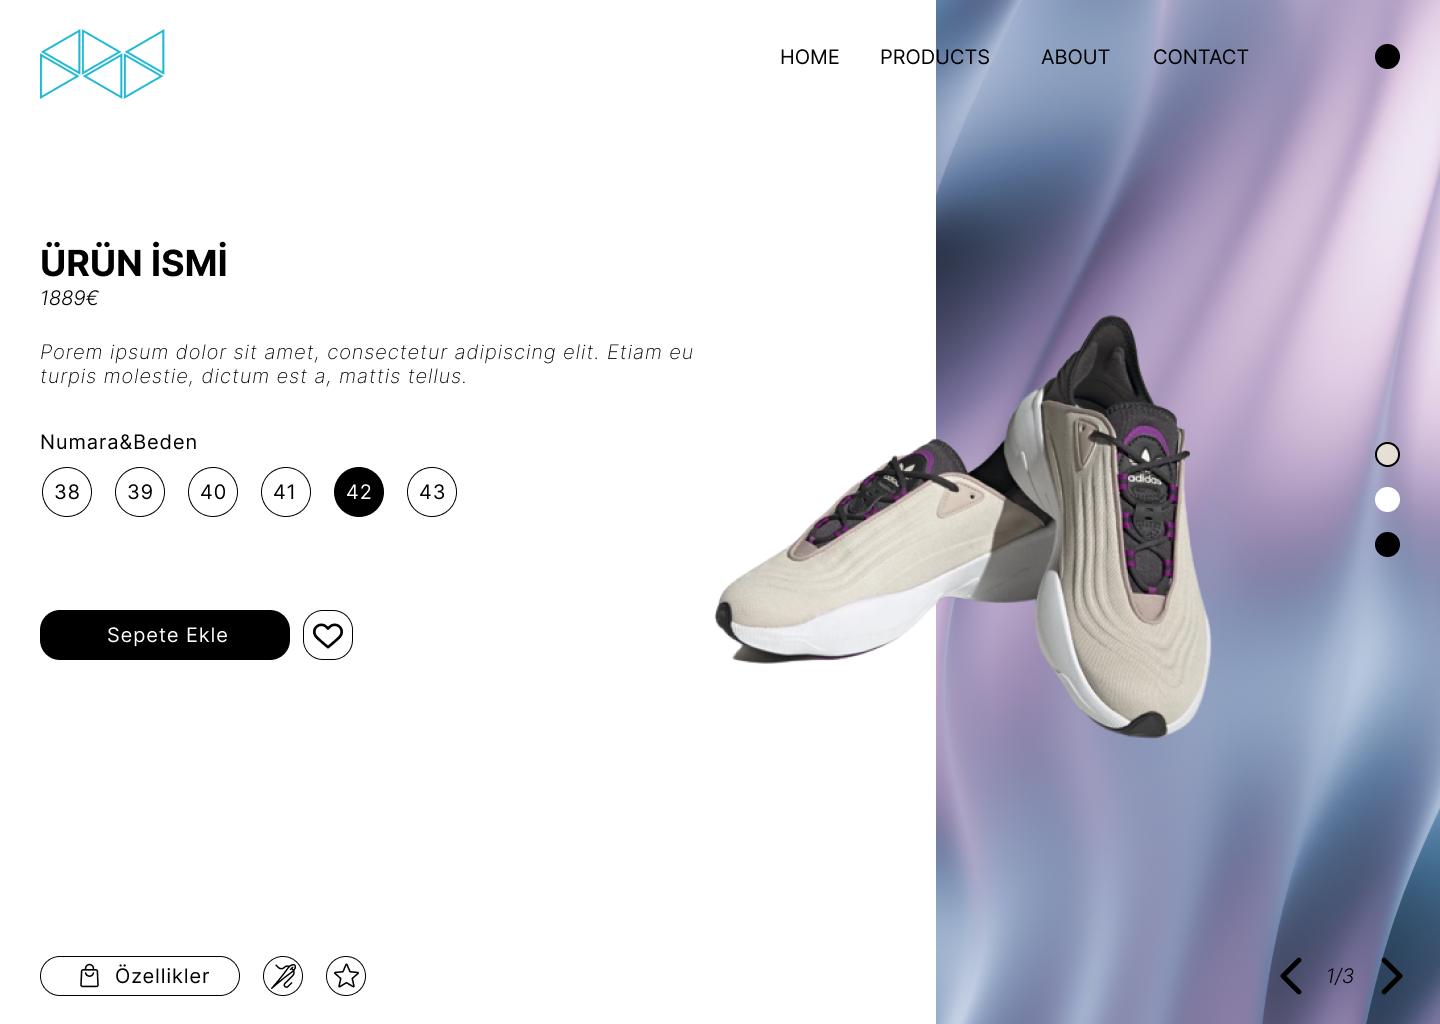 HOME PRODUCTS ABOUT CONTACT
ÜRÜN İSMİ
1889€
Porem ipsum dolor sit amet, consectetur adipiscing elit. Etiam eu
turpis molestie, dictum est a, mattis tellus.
Numara&Beden
38 39 40 41 42 43
adidas
Sepete Ekle
Özellikler
1/3